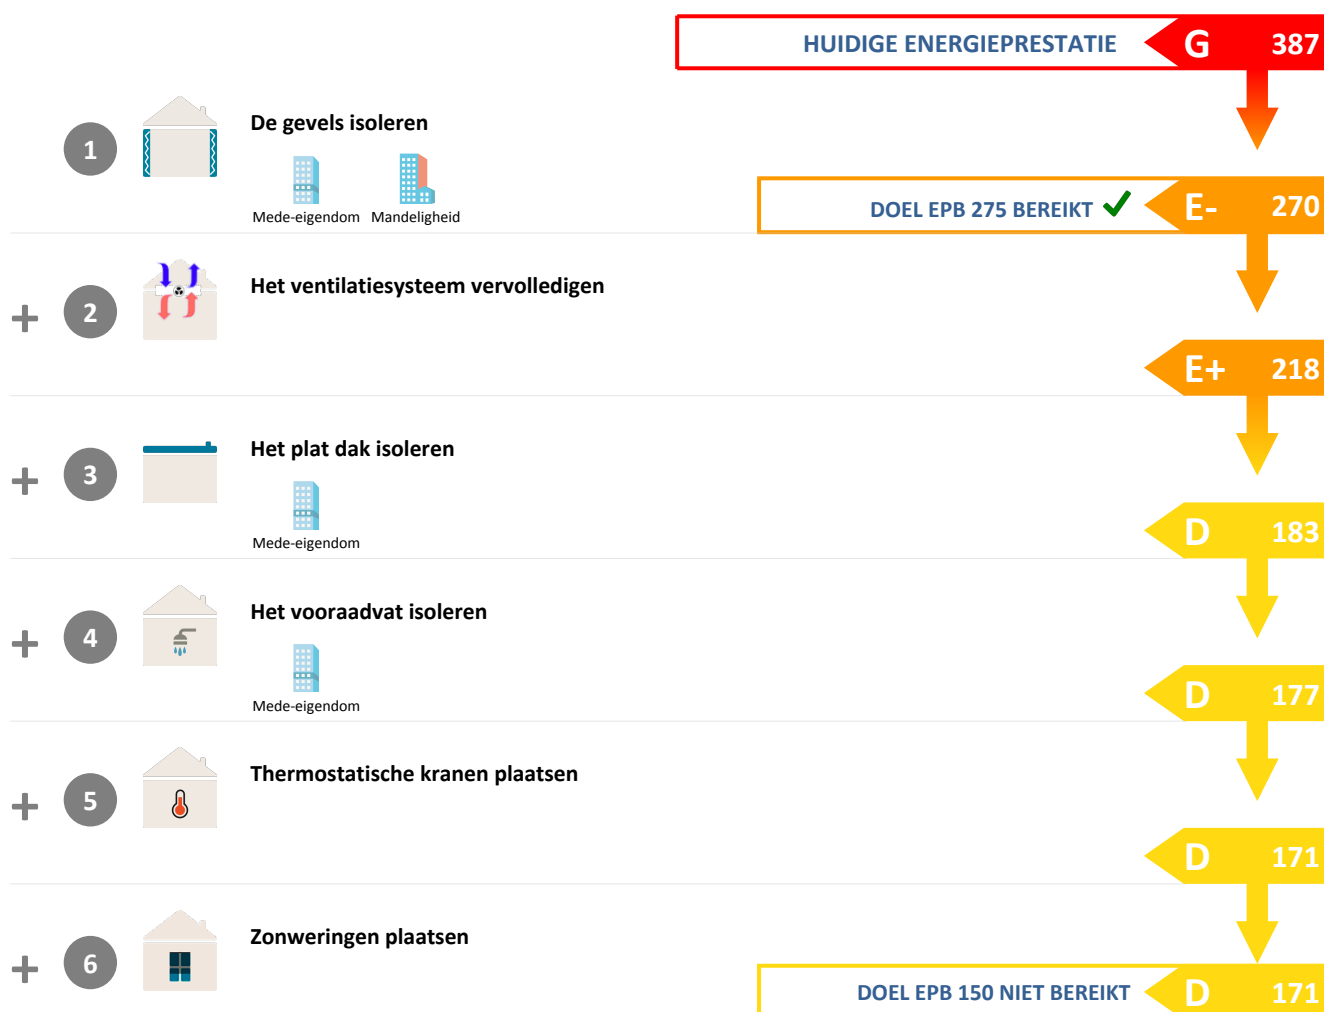 HUIDIGE ENERGIEPRESTATIE G 387
1 De gevels isoleren
Mede-eigendom Mandeligheid
DOEL EPB 275 BEREIKT ✔ E- 270
+ 2 Het ventilatiesysteem vervolledigen
E+ 218
+ 3 Het plat dak isoleren
Mede-eigendom
D 183
+ 4 Het vooraadvat isoleren
Mede-eigendom
D 177
+ 5 Thermostatische kranen plaatsen
D 171
+ 6 Zonweringen plaatsen
DOEL EPB 150 NIET BEREIKT D 171